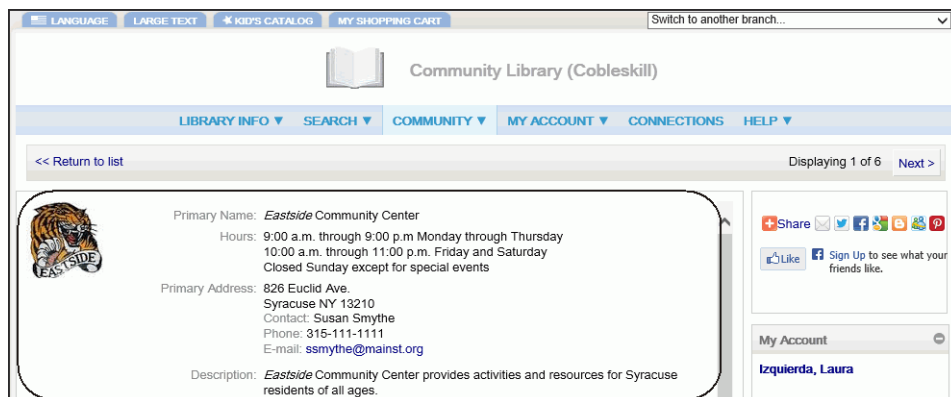 LANGUAGE LARGE TEXT KID'S CATALOG MY SHOPPING CART Switch to another branch...
Community Library (Cobleskill)
LIBRARY INFO ▼ SEARCH ▼ COMMUNITY ▼ MY ACCOUNT ▼ CONNECTIONS HELP ▼
<< Return to list Displaying 1 of 6 Next >
EASTSIDE
Primary Name: Eastside Community Center
Hours: 9:00 a.m. through 9:00 p.m Monday through Thursday
10:00 a.m. through 11:00 p.m. Friday and Saturday
Closed Sunday except for special events
Primary Address: 826 Euclid Ave.
Syracuse NY 13210
Contact: Susan Smythe
Phone: 315-111-1111
E-mail: ssmythe@mainst.org
Description: Eastside Community Center provides activities and resources for Syracuse
residents of all ages.
Share
Like Sign Up to see what your
friends like.
My Account
Izquierda, Laura